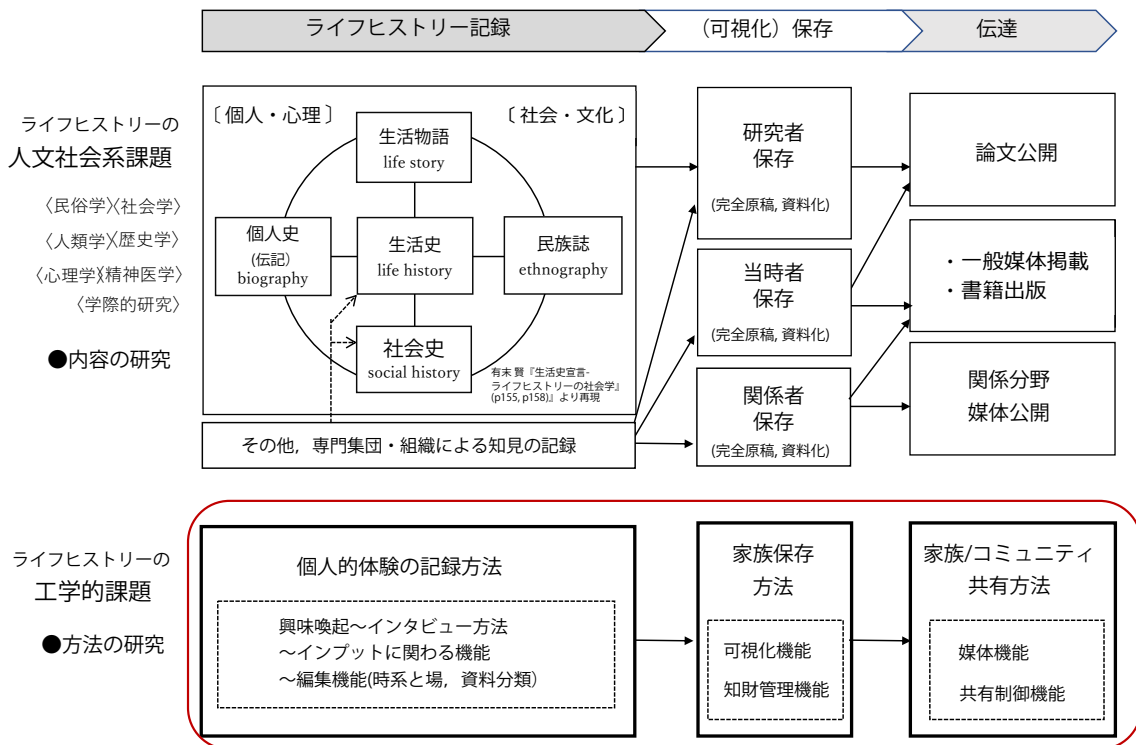 ライフヒストリー記録
（可視化）保存
伝達
ライフヒストリーの
人文社会系課題
〈民俗学〉〈社会学〉
〈人類学〉〈歴史学〉
〈心理学〉〈精神医学〉
〈学際的研究〉
●内容の研究
〔 個人・心理 〕
〔 社会・文化 〕
生活物語
life story
個人史
(伝記)
biography
生活史
life history
民族誌
ethnography
社会史
social history
有末 賢『生活史宣言-
ライフヒストリーの社会学』
(p155, p158)』より再現
その他，専門集団・組織による知見の記録
研究者
保存
(完全原稿, 資料化)
当時者
保存
(完全原稿, 資料化)
関係者
保存
(完全原稿, 資料化)
論文公開
・一般媒体掲載
・書籍出版
関係分野
媒体公開
ライフヒストリーの
工学的課題
●方法の研究
個人的体験の記録方法
興味喚起～インタビュー方法
～インプットに関わる機能
～編集機能(時系と場，資料分類）
家族保存
方法
可視化機能
知財管理機能
家族/コミュニティ
共有方法
媒体機能
共有制御機能